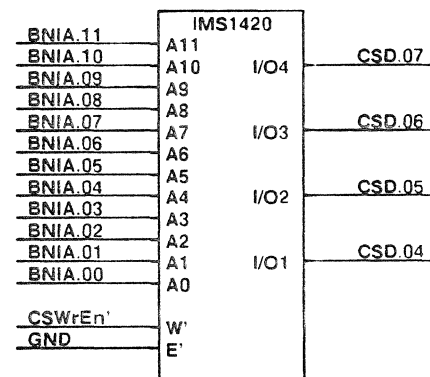 IMS1420
BNIA.11 A11
BNIA.10 A10 I/O4 CSD.07
BNIA.09 A9
BNIA.08 A8
BNIA.07 A7 I/O3 CSD.06
BNIA.06 A6
BNIA.05 A5
BNIA.04 A4 I/O2 CSD.05
BNIA.03 A3
BNIA.02 A2
BNIA.01 A1 I/O1 CSD.04
BNIA.00 A0
CSWrEn' W'
GND E'